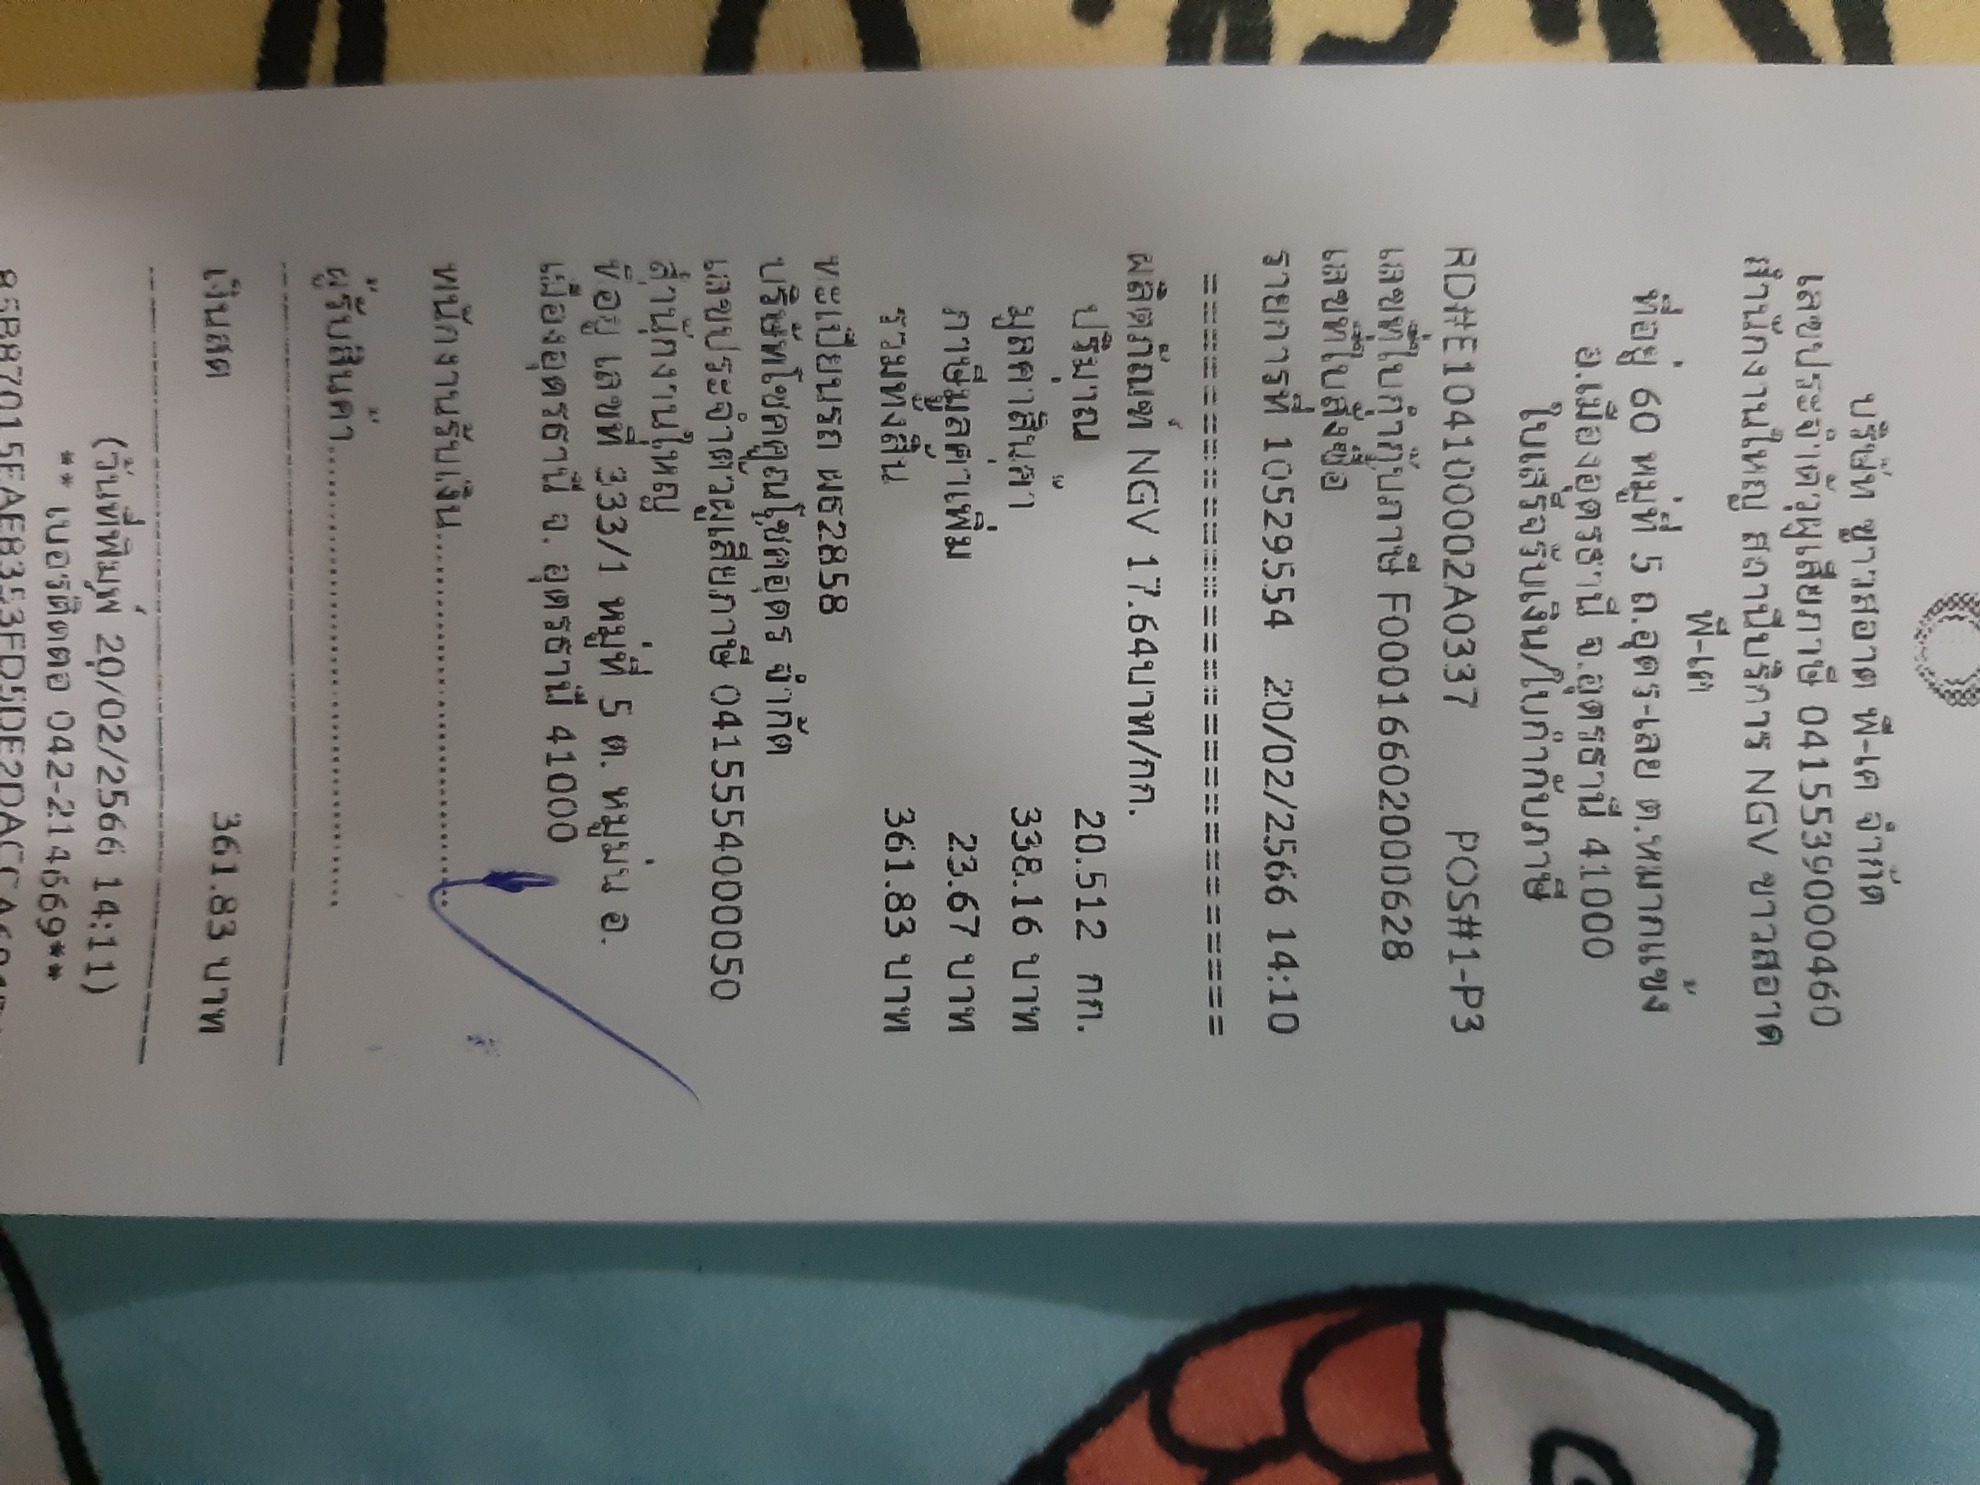 บริษัท ขาวสอาด พี-เค จำกัด
เลขประจำตัวผู้เสียภาษี 0415539000460
สำนักงานใหญ่ สถานีบริการ NGV ขาวสอาด
พี-เค
ที่อยู่ 60 หมู่ที่ 5 ถ.อุดร-เลย ต.หมากแข้ง
อ.เมืองอุดรธานี จ.อุดรธานี 41000
ใบเสร็จรับเงิน/ใบกำกับภาษี
RD#E104100002A0337 POS#1-P3
เลขที่ใบกำกับภาษี F000166020000628
เลขที่ใบสั่งซื้อ
รายการที่ 10529554 20/02/2566 14:10
ผลิตภัณฑ์ NGV 17.64บาท/กก.
ปริมาณ 20.512 กก.
มูลค่าสินค้า 338.16 บาท
ภาษีมูลค่าเพิ่ม 23.67 บาท
รวมทั้งสิ้น 361.83 บาท
ทะเบียนรถ ผธ2858
บริษัทโชคคูณโชคอุดร จำกัด
เลขประจำตัวผู้เสียภาษี 0415554000050
สำนักงานใหญ่
ที่อยู่ เลขที่ 333/1 หมู่ที่ 5 ต. หมูม่น อ.
เมืองอุดรธานี จ. อุดรธานี 41000
พนักงานรับเงิน
ผู้รับสินค้า
เงินสด 361.83 บาท
(วันที่พิมพ์ 20/02/2566 14:11)
** เบอร์ติดต่อ 042-214669**